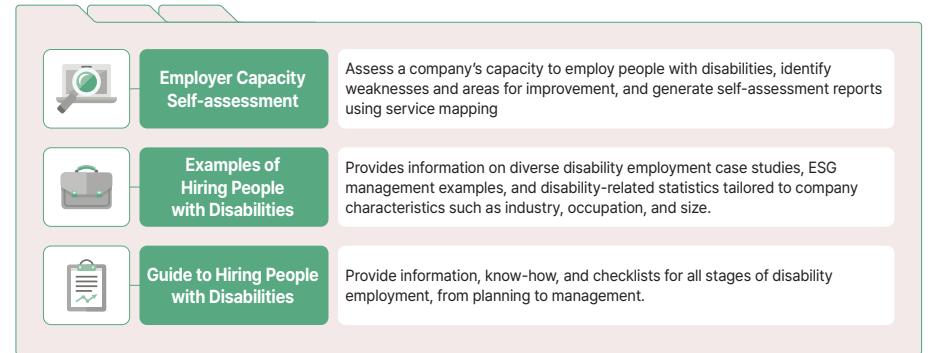 Employer Capacity
Self-assessment
Assess a company's capacity to employ people with disabilities, identify
weaknesses and areas for improvement, and generate self-assessment reports
using service mapping
Examples of
Hiring People
with Disabilities
Provides information on diverse disability employment case studies, ESG
management examples, and disability-related statistics tailored to company
characteristics such as industry, occupation, and size.
Guide to Hiring People
with Disabilities
Provide information, know-how, and checklists for all stages of disability
employment, from planning to management.